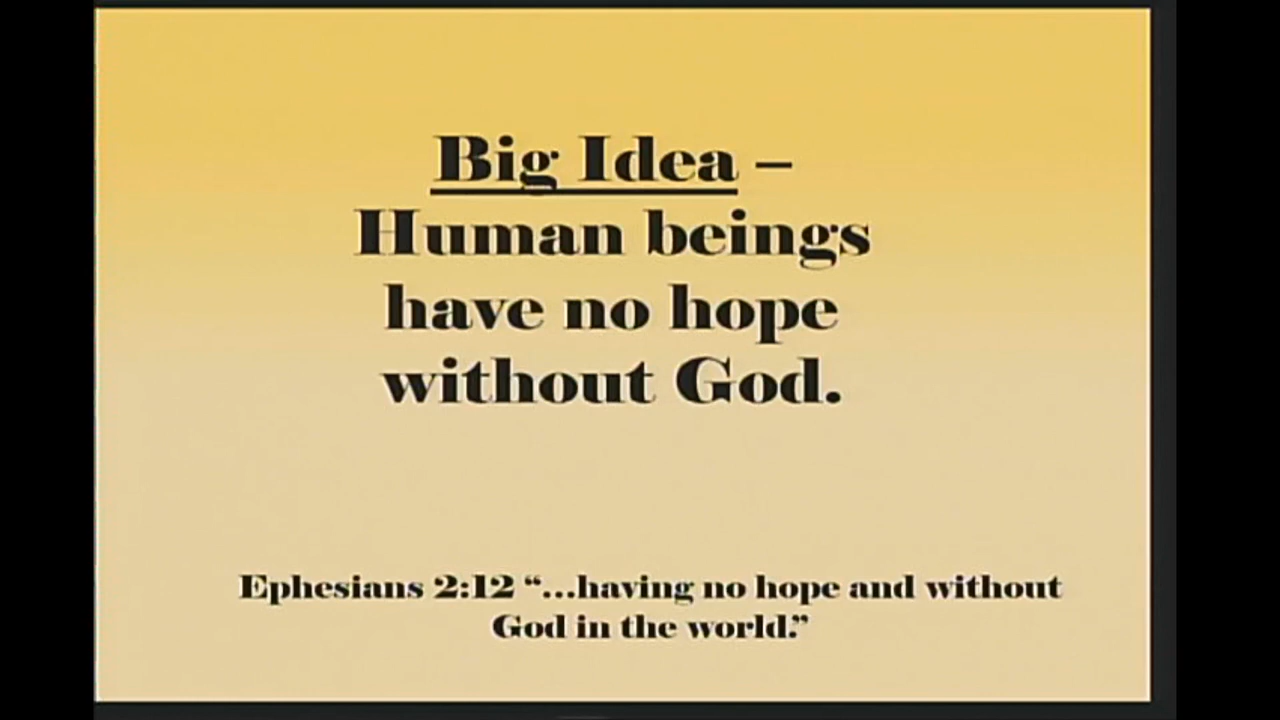 Big Idea –
Human beings
have no hope
without God.
Ephesians 2:12 “...having no hope and without
God in the world.”